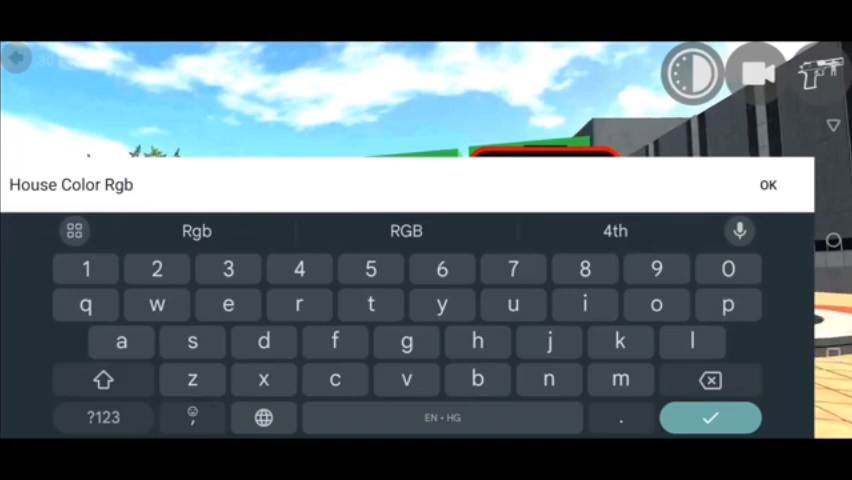 House Color Rgb
OK
Rgb RGB 4th
1 2 3 4 5 6 7 8 9 0
q w e r t y u i o p
a s d f g h j k l
z x c v b n m
?123 , EN • HG .